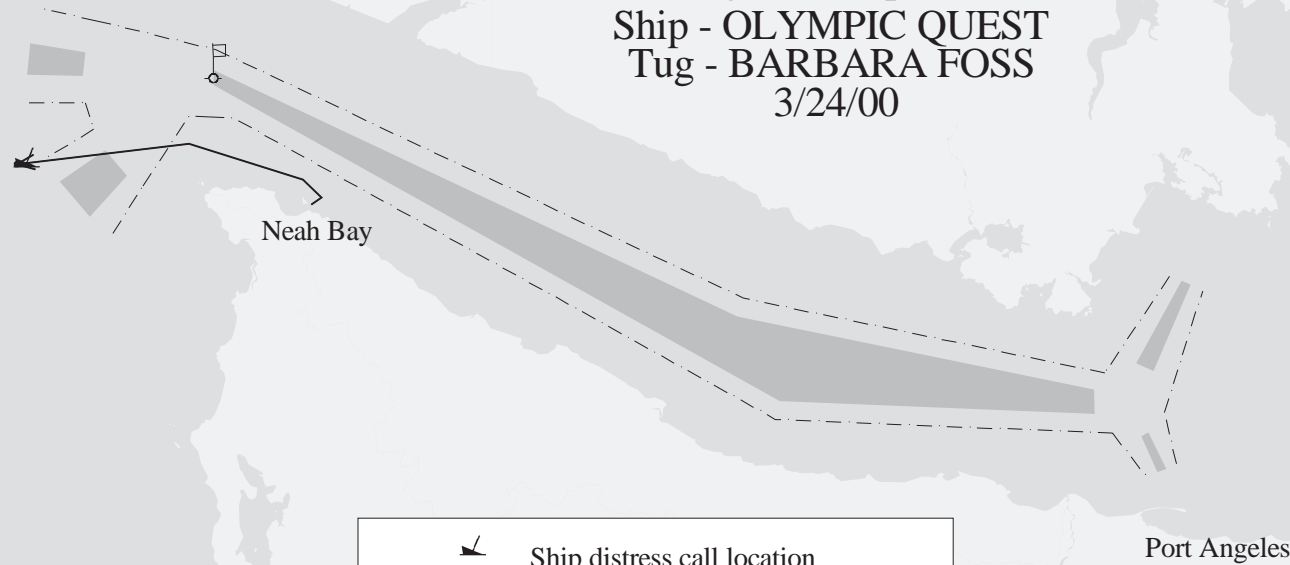 Ship - OLYMPIC QUEST
Tug - BARBARA FOSS
3/24/00
Neah Bay
Ship distress call location
Port Angeles